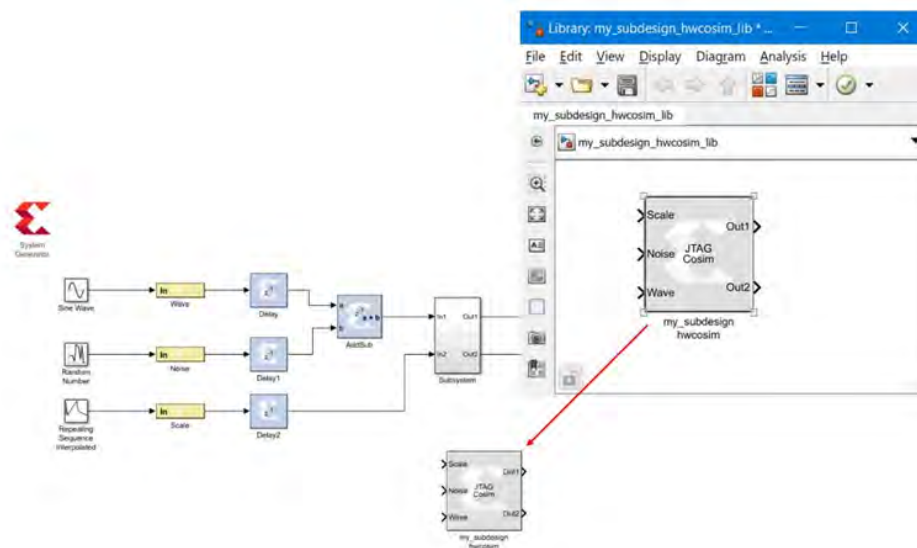 Library: my_subdesign_hwcosim_lib * ...
File Edit View Display Diagram Analysis Help
my_subdesign_hwcosim_lib
my_subdesign_hwcosim_lib
Scale
Noise
Wave
JTAG
Cosim
Out1
Out2
my_subdesign
hwcosim
System
Generator
Sine Wave
In
Wave
Delay
a
b
a + b
AddSub
In1
In2
Out1
Out2
Subsystem
Random
Number
In
Noise
Delay1
Repeating
Sequence
Interpolated
In
Scale
Delay2
Scale
Noise
Wave
JTAG
Cosim
Out1
Out2
my_subdesign
hwcosim